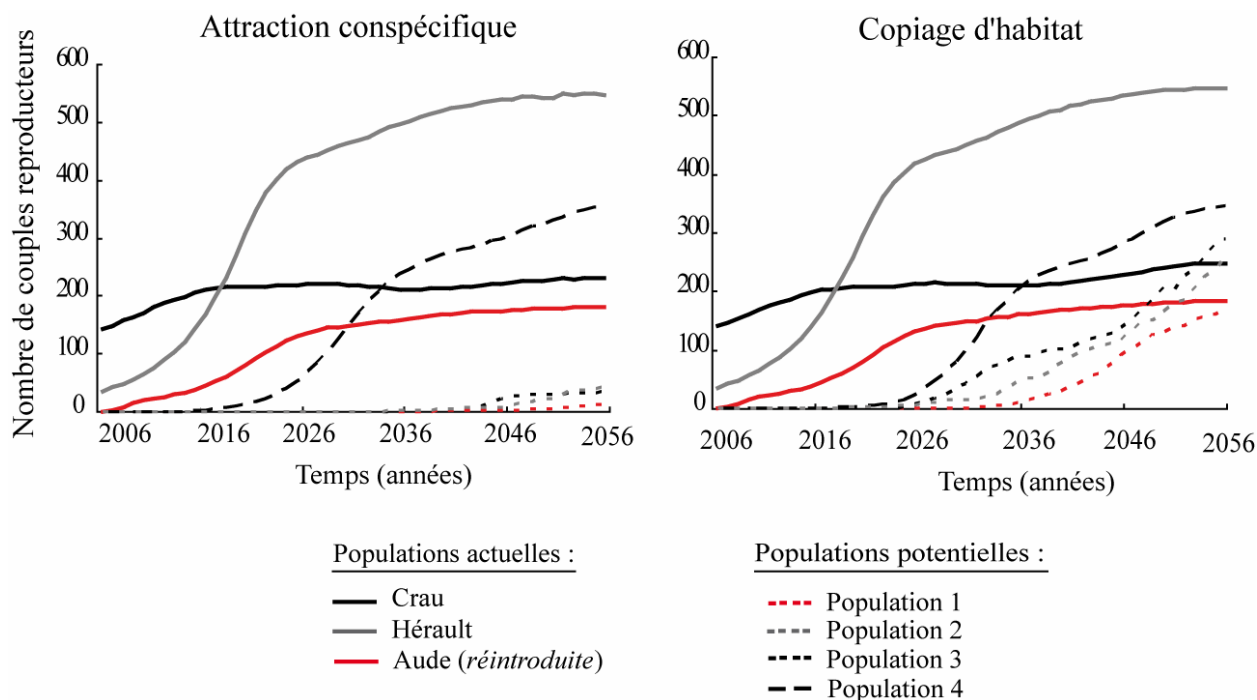 Attraction conspécifique
Nombre de couples reproducteurs
600
500
400
300
200
100
0
2006 2016 2026 2036 2046 2056
Temps (années)
Copiage d'habitat
600
500
400
300
200
100
0
2006 2016 2026 2036 2046 2056
Temps (années)
Populations actuelles :
Crau
Hérault
Aude (réintroduite)
Populations potentielles :
Population 1
Population 2
Population 3
Population 4